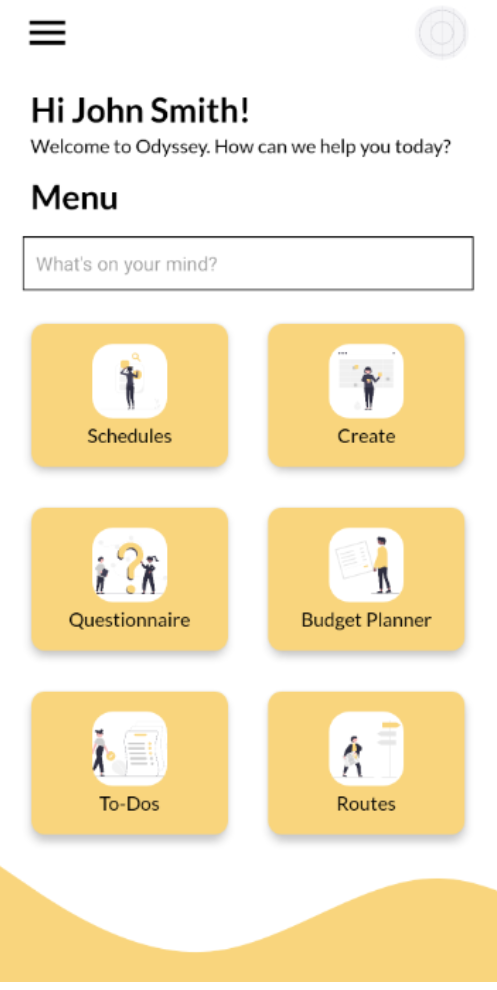 Hi John Smith!
Welcome to Odyssey. How can we help you today?
Menu
What's on your mind?
Schedules
Create
Questionnaire
Budget Planner
To-Dos
Routes